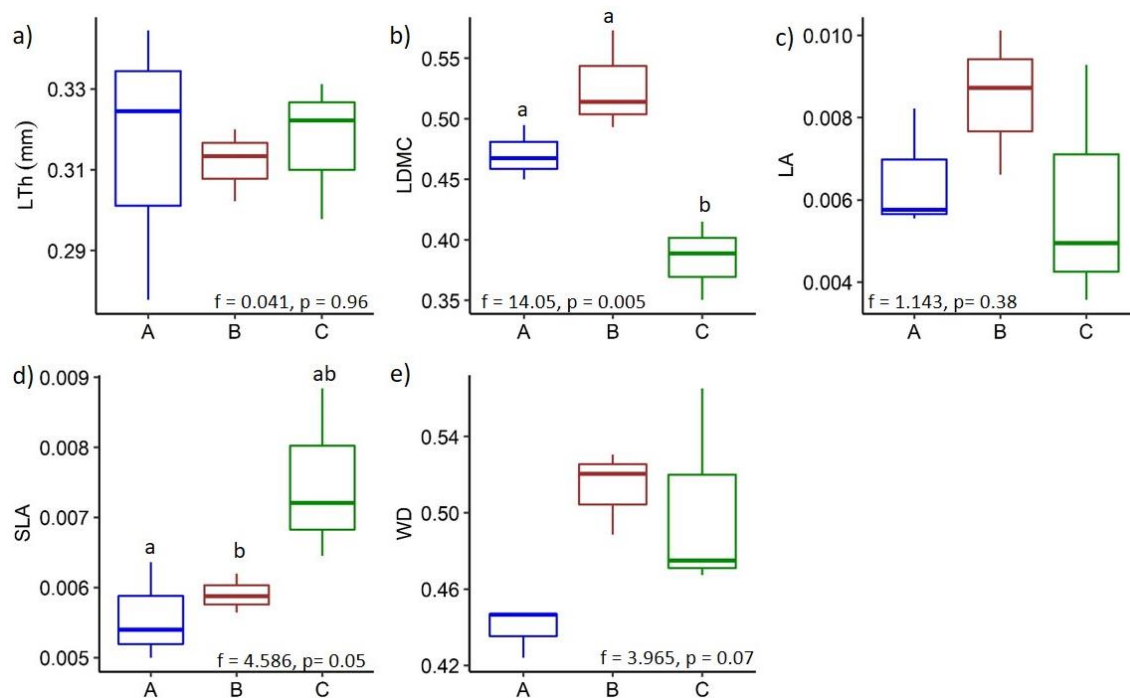 a)
LTh (mm)
0.33
0.31
0.29
f = 0.041, p = 0.96
A B C
b)
LDMC
0.55
0.50
0.45
0.40
0.35
a
a
b
f = 14.05, p = 0.005
A B C
c)
LA
0.010
0.008
0.006
0.004
f = 1.143, p= 0.38
A B C
d)
SLA
0.009
0.008
0.007
0.006
0.005
a
b
ab
f = 4.586, p= 0.05
A B C
e)
WD
0.54
0.50
0.46
0.42
f = 3.965, p = 0.07
A B C